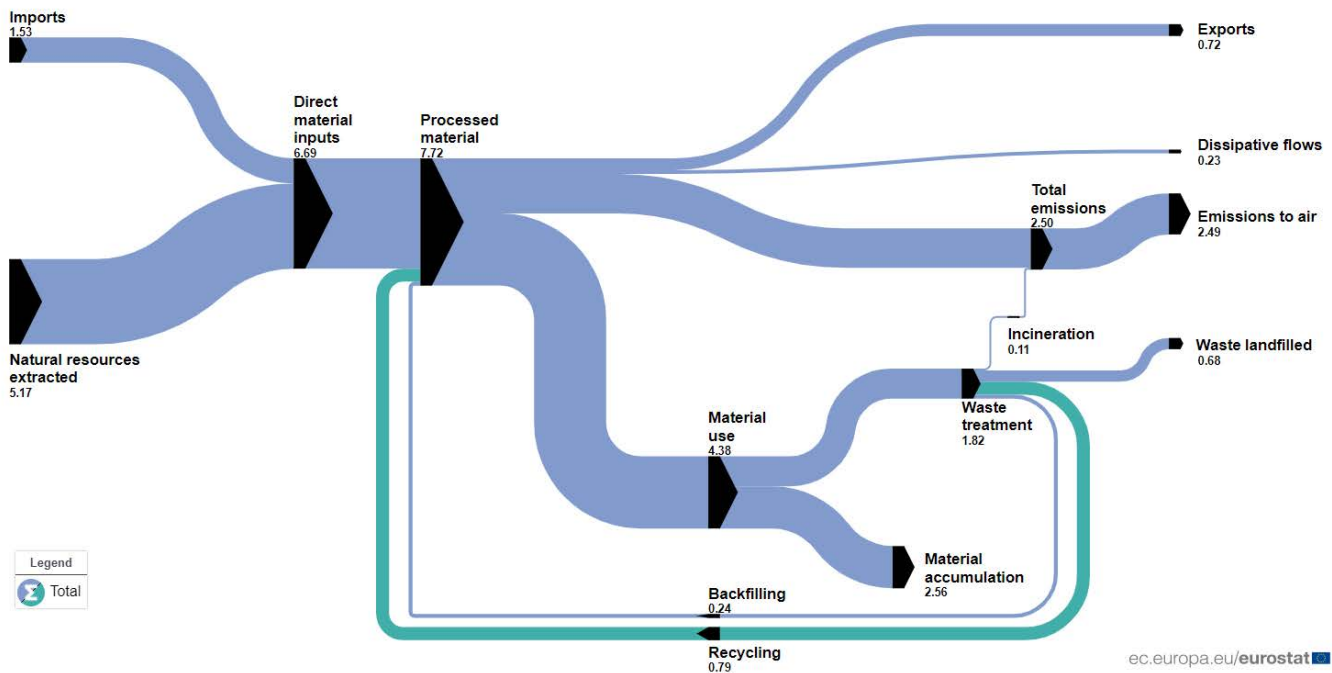 Imports
1.53
Exports
0.72
Direct
material
inputs
6.69
Processed
material
7.72
Dissipative flows
0.23
Total
emissions
2.50
Emissions to air
2.49
Natural resources
extracted
5.17
Incineration
0.11
Waste landfilled
0.68
Material
use
4.38
Waste
treatment
1.82
Material
accumulation
2.56
Legend
Σ Total
Backfilling
0.24
Recycling
0.79
ec.europa.eu/eurostat